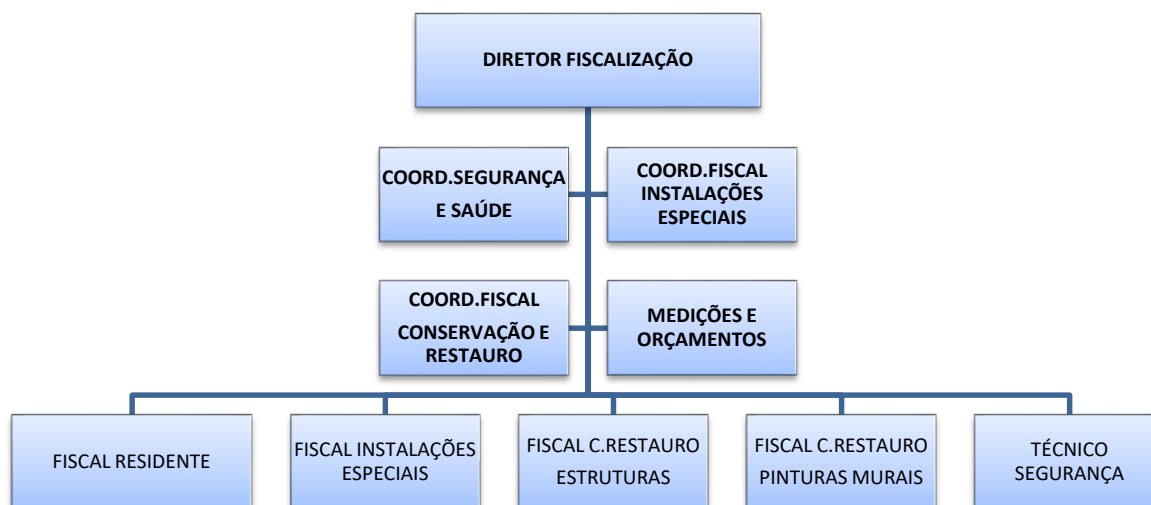 DIRETOR FISCALIZAÇÃO
COORD.SEGURANÇA
E SAÚDE
COORD.FISCAL
INSTALAÇÕES
ESPECIAIS
COORD.FISCAL
CONSERVAÇÃO E
RESTAURO
MEDIÇÕES E
ORÇAMENTOS
FISCAL RESIDENTE
FISCAL INSTALAÇÕES
ESPECIAIS
FISCAL C.RESTAURO
ESTRUTURAS
FISCAL C.RESTAURO
PINTURAS MURAIS
TÉCNICO
SEGURANÇA